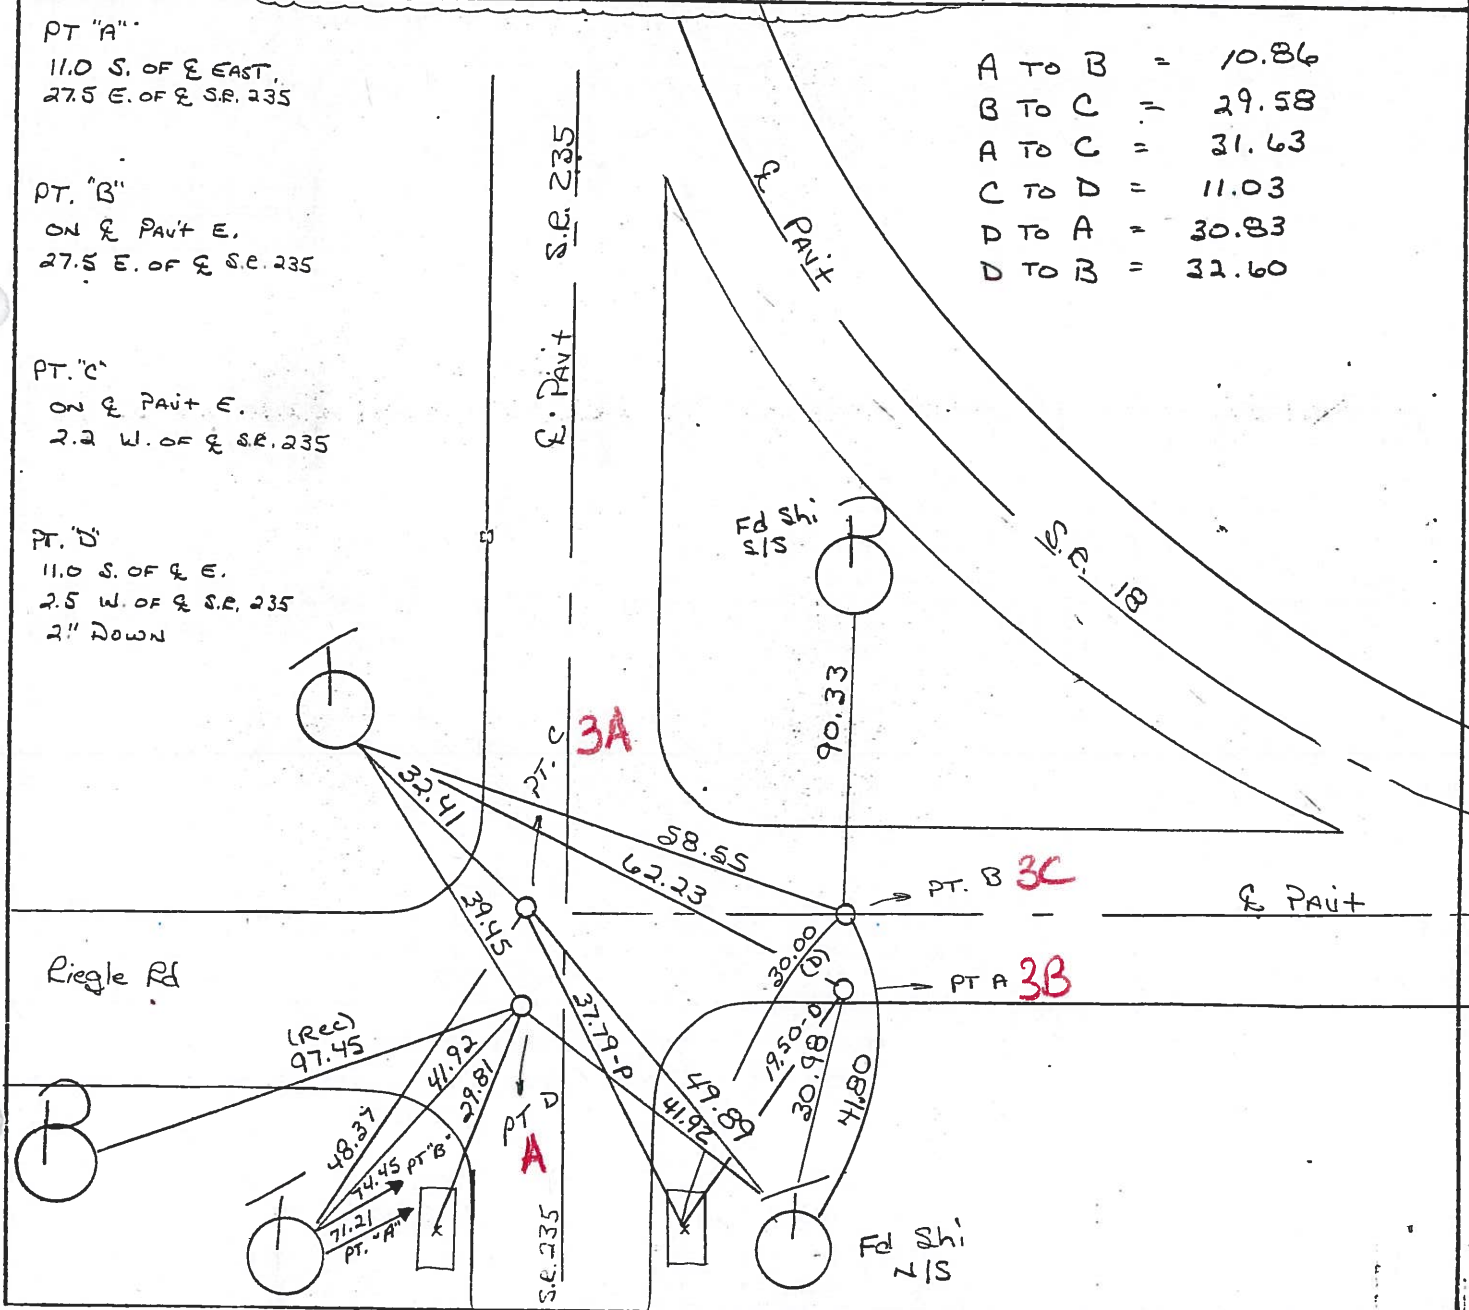 PT "A"
11.0 S. OF ℄ EAST.
27.5 E. OF ℄ S.R. 235
PT. "B"
ON ℄ PAV't E.
27.5 E. OF ℄ S.R. 235
PT. "C"
ON ℄ PAV't E.
2.2 W. OF ℄ S.R. 235
PT. "D"
11.0 S. OF ℄ E.
2.5 W. OF ℄ S.R. 235
2" DOWN
A TO B = 10.86
B TO C = 29.58
A TO C = 31.63
C TO D = 11.03
D TO A = 30.83
D TO B = 32.60
S.R. 235
℄ PAV't
℄ PAV't
S.R. 18
Fd Shi
S/S
90.33
PT. C 3A
32.41
58.55
62.23
39.45
PT. B 3C
℄ PAV't
30.00
(P)
PT A 3B
Riegle Rd
(Rec)
97.45
41.92
29.81
48.37
74.45 PT "B"
71.21
PT. "A"
PT D
A
37.79-P
49.89
41.92
19.50-0
30.98
41.80
S.R. 235
Fd Shi
N/S